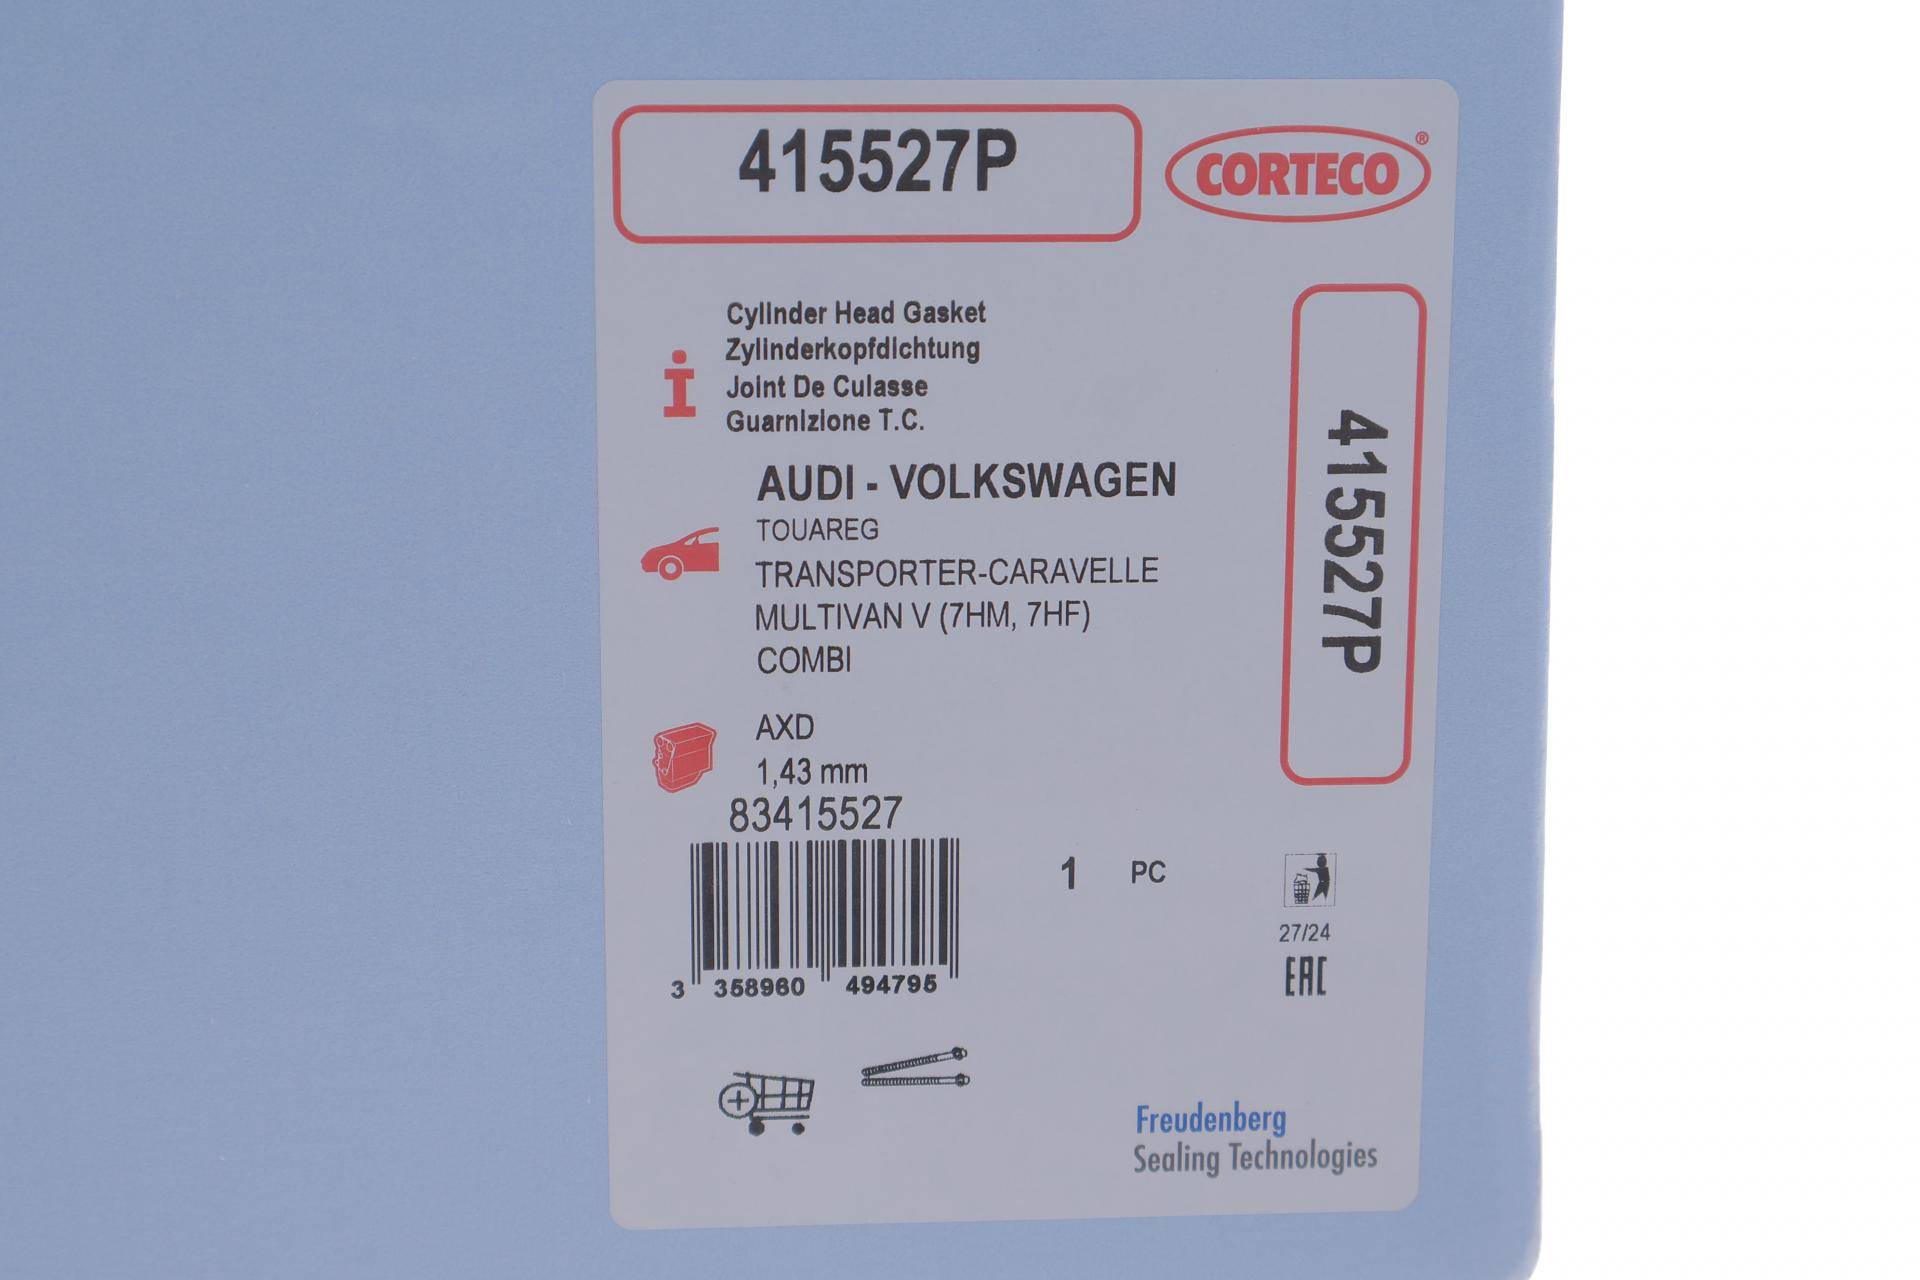 415527P
CORTECO®
Cylinder Head Gasket
Zylinderkopfdichtung
Joint De Culasse
Guarnizione T.C.
415527P
AUDI - VOLKSWAGEN
TOUAREG
TRANSPORTER-CARAVELLE
MULTIVAN V (7HM, 7HF)
COMBI
AXD
1,43 mm
83415527
1 PC
27/24
EAC
3 358960 494795
Freudenberg
Sealing Technologies